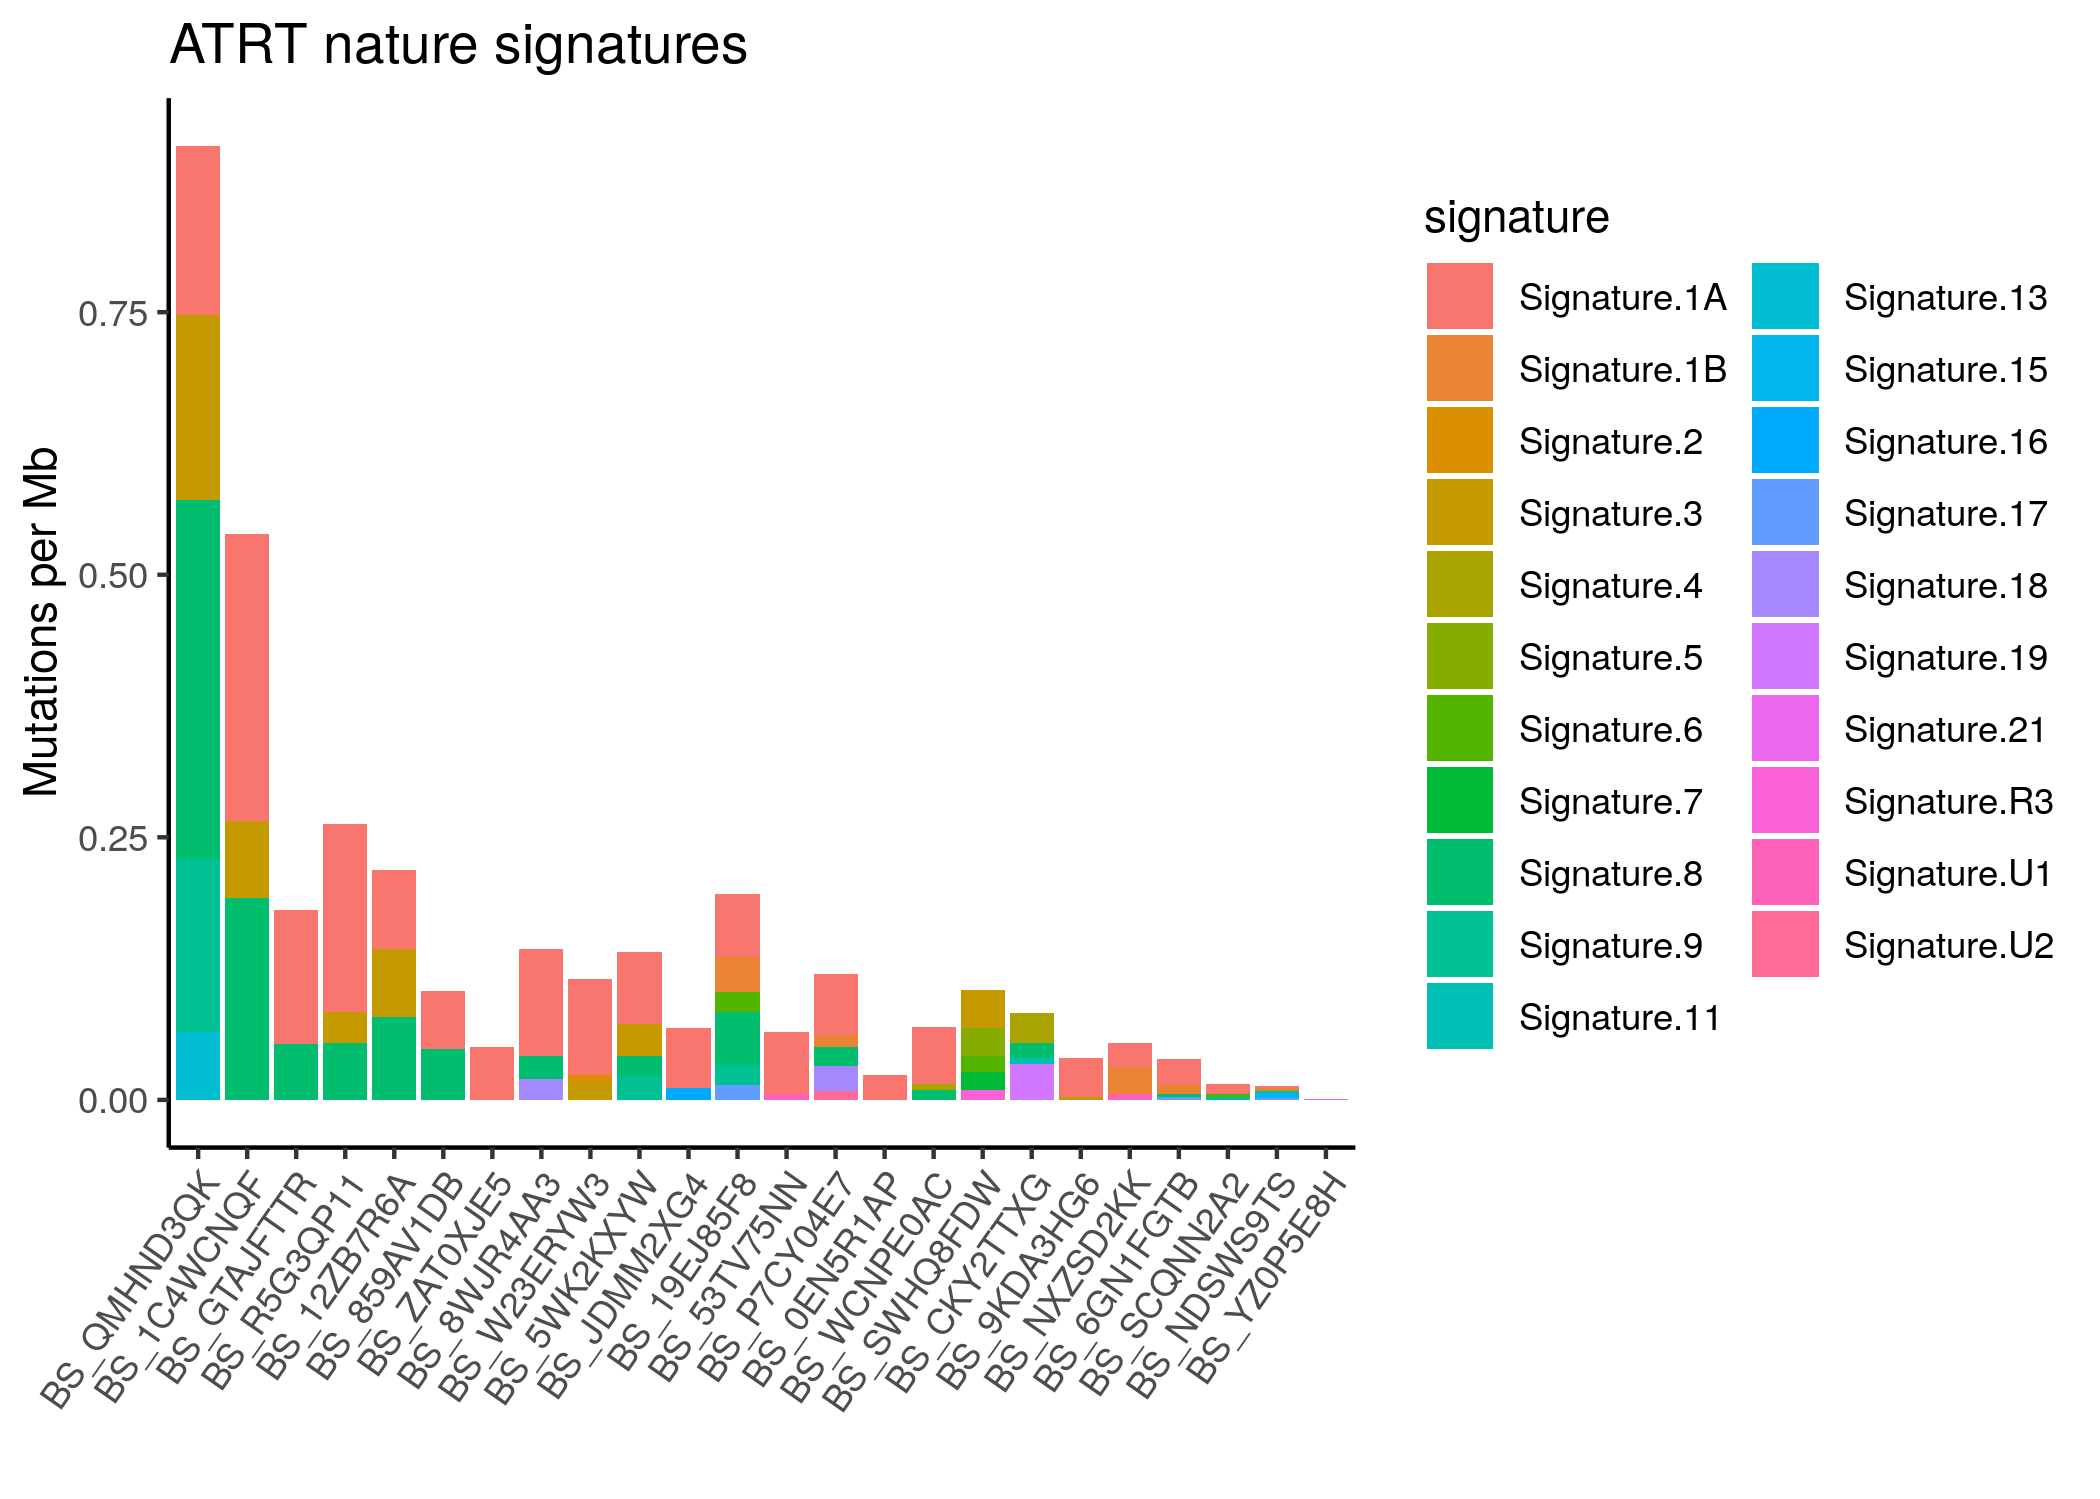 ATRT nature signatures
Mutations per Mb
0.75
0.50
0.25
0.00
BS_QMHND3QK
BS_1C4WCNQF
BS_GTAJFTTR
BS_R5G3QP11
BS_12ZB7R6A
BS_859AV1DB
BS_ZAT0XJE5
BS_8WJR4AA3
BS_W23ERYW3
BS_5WK2KXYW
BS_JDMM2XG4
BS_19EJ85F8
BS_53TV75NN
BS_P7CY04E7
BS_0EN5R1AP
BS_WCNPE0AC
BS_SWHQ8FDW
BS_CKY2TTXG
BS_9KDA3HG6
BS_NXZSD2KK
BS_6GN1FGTB
BS_SCQNN2A2
BS_NDSWS9TS
BS_YZ0P5E8H
signature
Signature.1A
Signature.1B
Signature.2
Signature.3
Signature.4
Signature.5
Signature.6
Signature.7
Signature.8
Signature.9
Signature.11
Signature.13
Signature.15
Signature.16
Signature.17
Signature.18
Signature.19
Signature.21
Signature.R3
Signature.U1
Signature.U2